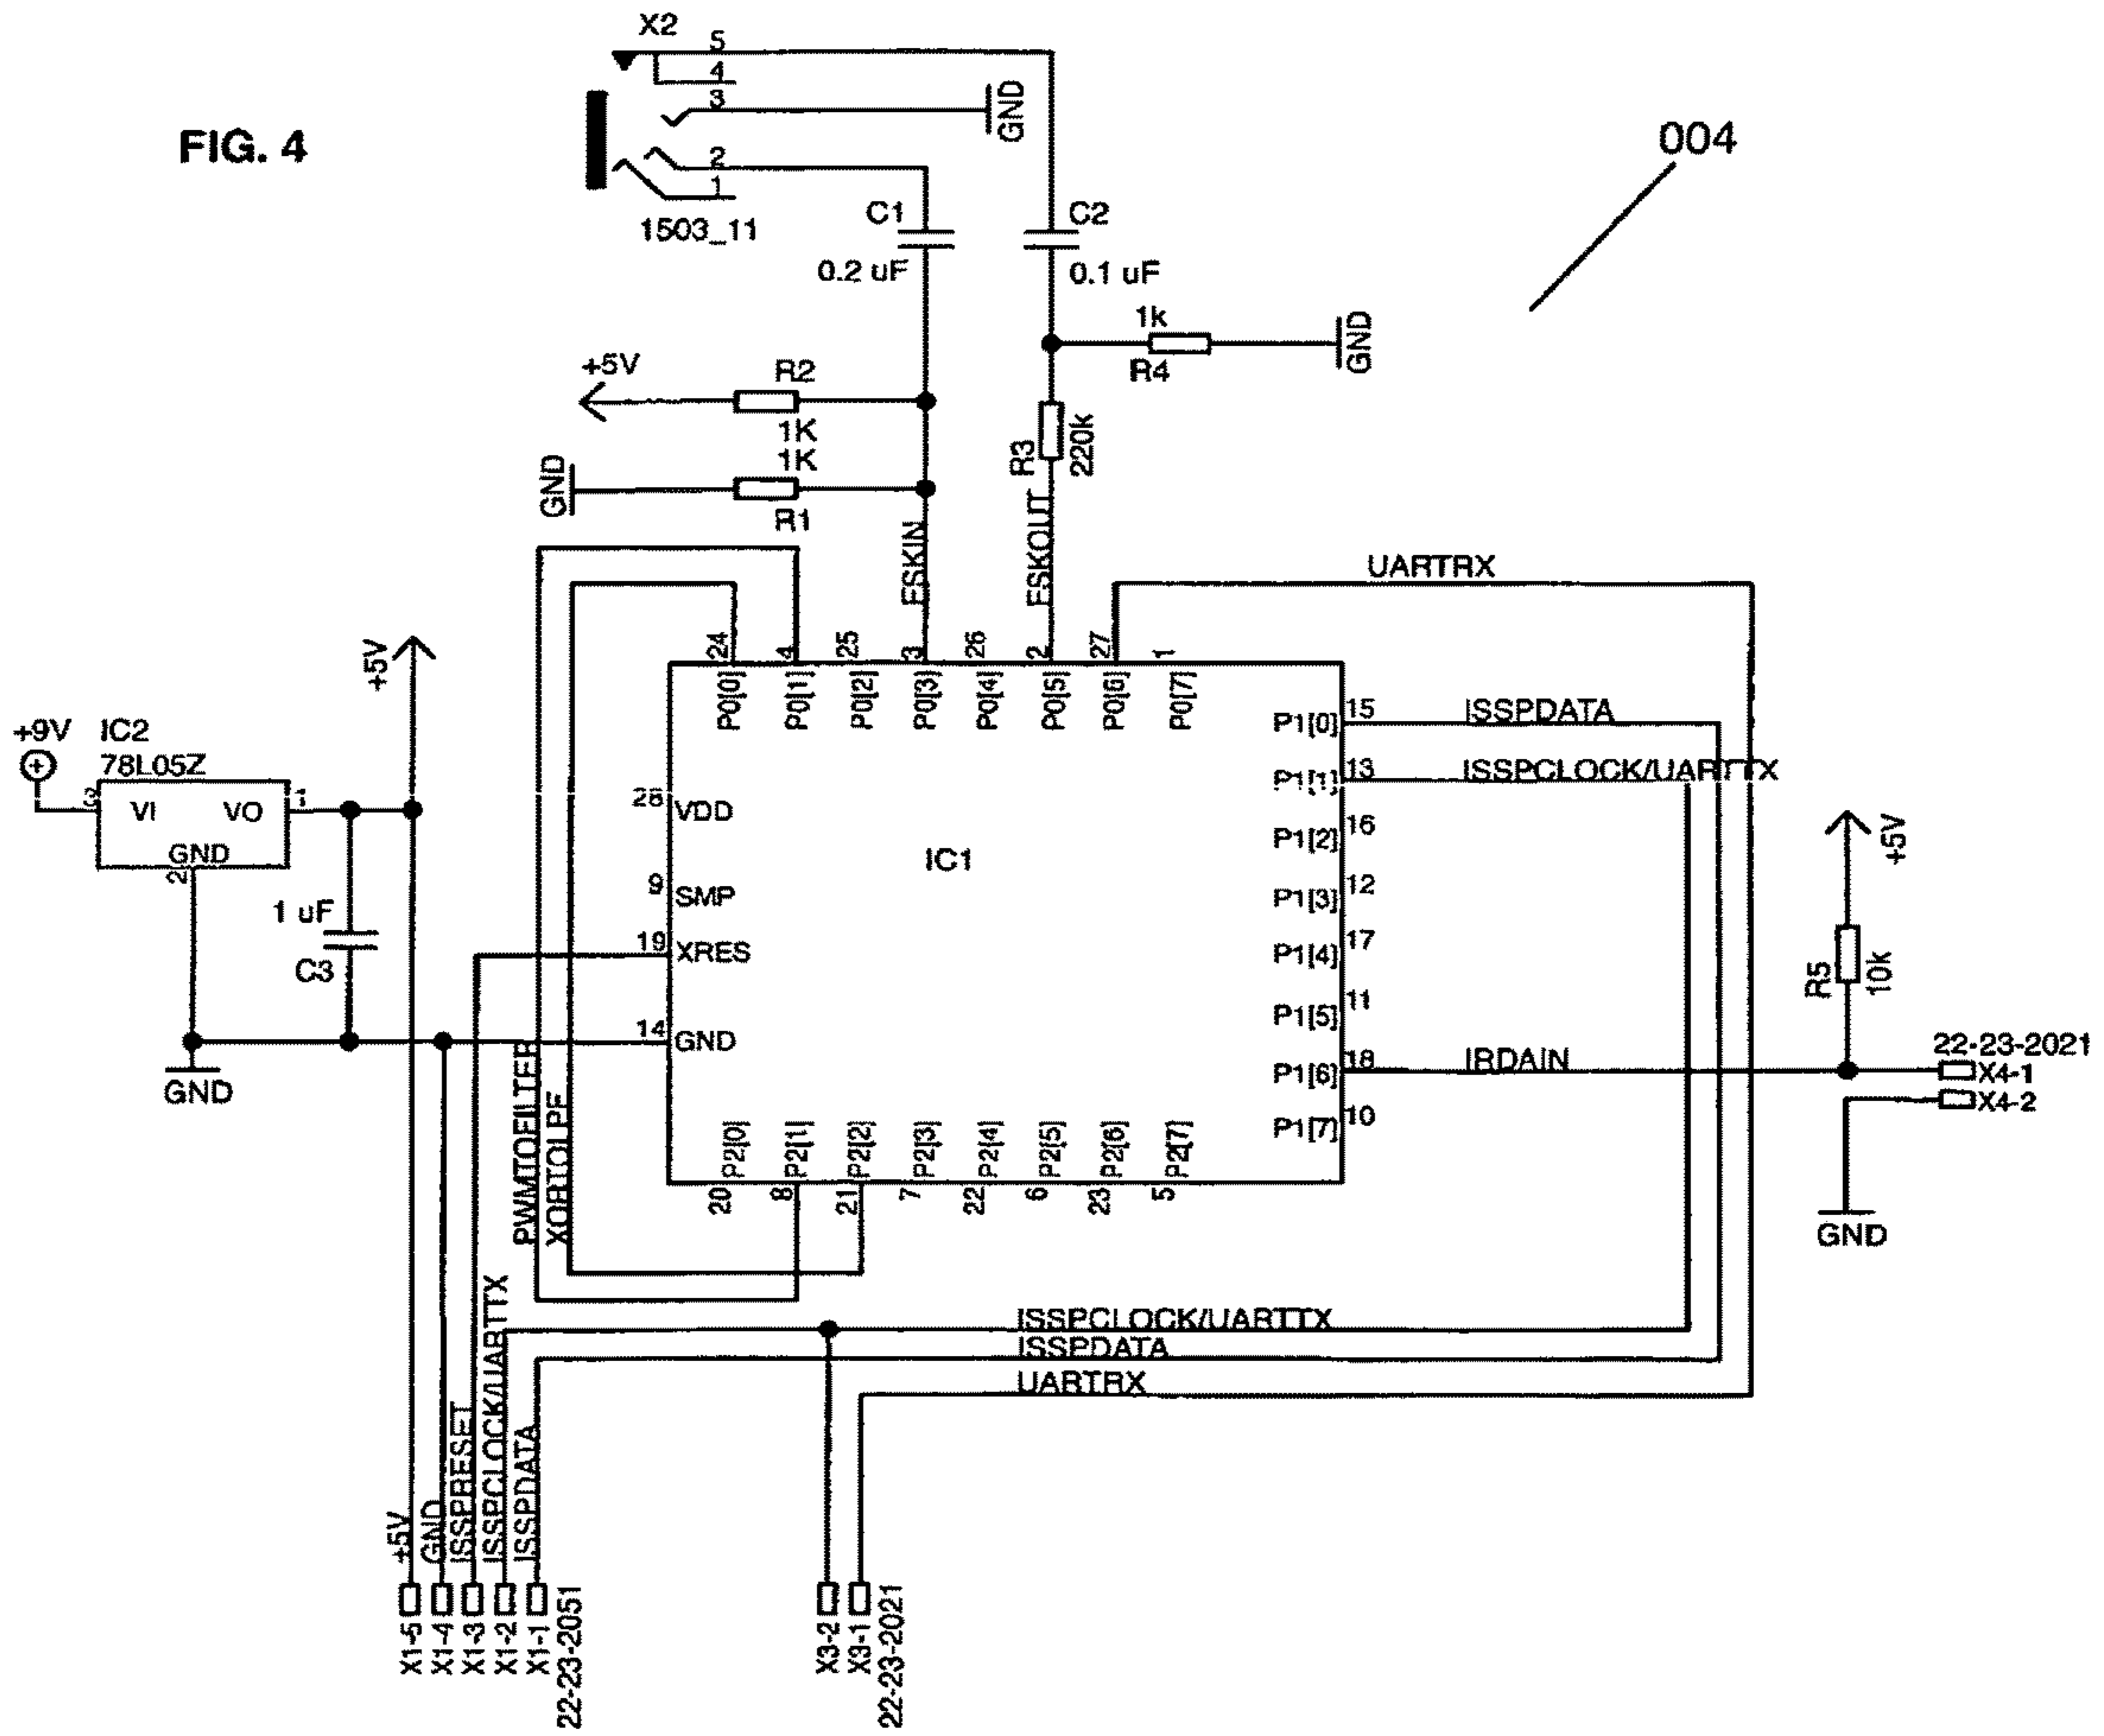 X2
5
4
3
GND
2
1
1503_11
FIG. 4
004
C1
0.2 uF
C2
0.1 uF
1k
R4
GND
+5V
R2
1K
1K
R1
GND
R3
220k
FSKIN
FSKOUT
UARTRX
24
4
25
3
26
2
27
1
P0[0]
P0[1]
P0[2]
P0[3]
P0[4]
P0[5]
P0[6]
P0[7]
+5V
+9V
IC2
78L05Z
3
VI
VO
1
GND
2
1 uF
C3
GND
28
VDD
9
SMP
19
XRES
14
GND
IC1
P1[0]
15
ISSPDATA
P1[1]
13
ISSPCLOCK/UARTTX
P1[2]
16
P1[3]
12
P1[4]
17
P1[5]
11
P1[6]
18
IRDAIN
P1[7]
10
+5V
R5
10k
22-23-2021
X4-1
X4-2
GND
P2[0]
P2[1]
P2[2]
P2[3]
P2[4]
P2[5]
P2[6]
P2[7]
20
8
21
7
22
6
23
5
PWMTOFILTER
XORTOLPF
ISSPCLOCK/UARTTX
ISSPDATA
UARTRX
+5V
GND
ISSPRESET
ISSPCLOCK/UARTTX
ISSPDATA
X1-5
X1-4
X1-3
X1-2
X1-1
22-23-2051
X3-2
X3-1
22-23-2021